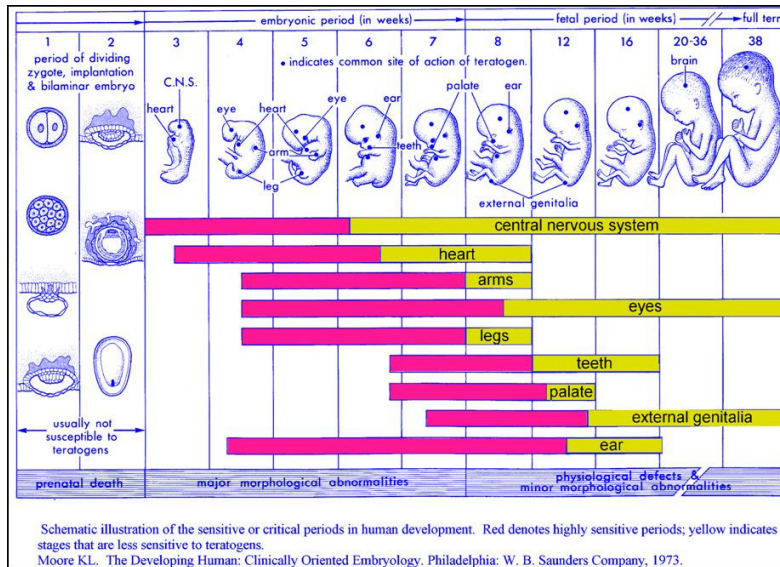 embryonic period (in weeks)
fetal period (in weeks)
full term
1 2 3 4 5 6 7 8 12 16 20-36 38
period of dividing
zygote, implantation
& bilaminar embryo
• indicates common site of action of teratogen.
C.N.S.
heart
eye
heart
eye
arm
leg
ear
teeth
palate
ear
external genitalia
brain
central nervous system
heart
arms
eyes
legs
teeth
palate
external genitalia
ear
usually not
susceptible to
teratogens
prenatal death
major morphological abnormalities
physiological defects &
minor morphological abnormalities
Schematic illustration of the sensitive or critical periods in human development. Red denotes highly sensitive periods; yellow indicates
stages that are less sensitive to teratogens.
Moore KL. The Developing Human: Clinically Oriented Embryology. Philadelphia: W. B. Saunders Company, 1973.